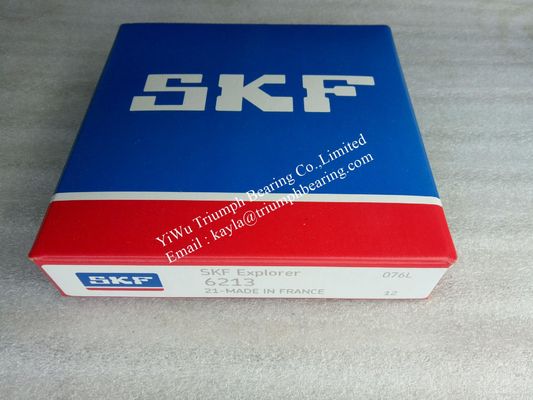 SKF
YiWu Triumph Bearing Co.,Limited
Email : kayla@triumphbearing.com
SKF
SKF Explorer
6213
21-MADE IN FRANCE
076L
12